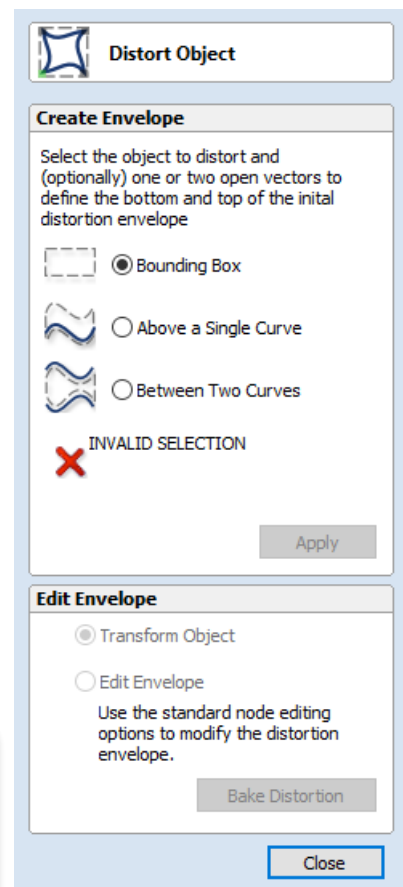 Distort Object
Create Envelope
Select the object to distort and
(optionally) one or two open vectors to
define the bottom and top of the inital
distortion envelope
Bounding Box
Above a Single Curve
Between Two Curves
INVALID SELECTION
Apply
Edit Envelope
Transform Object
Edit Envelope
Use the standard node editing
options to modify the distortion
envelope.
Bake Distortion
Close